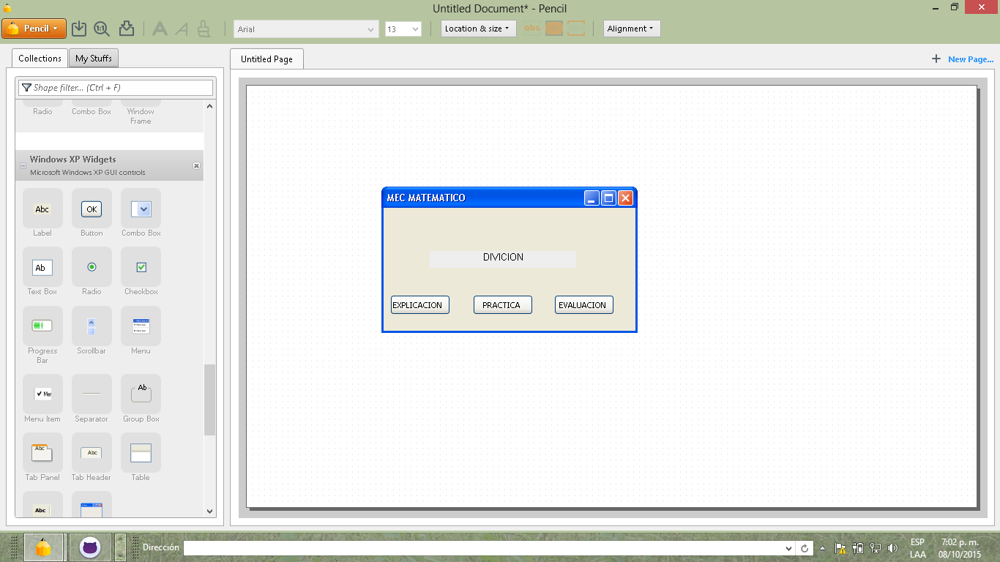 Untitled Document* - Pencil
Pencil
1:1
Arial
13
Location & size
abc
Alignment
Collections
My Stuffs
Untitled Page
New Page...
Shape filter... (Ctrl + F)
Radio
Combo Box
Window
Frame
Windows XP Widgets
Microsoft Windows XP GUI controls
Abc
OK
Label
Button
Combo Box
Ab
Text Box
Radio
Checkbox
Progress
Bar
Scrollbar
Menu
Ab
Menu Item
Separator
Group Box
Abc
Abc
Tab Panel
Tab Header
Table
Abc
MEC MATEMATICO
DIVICION
EXPLICACION
PRACTICA
EVALUACION
Dirección
ESP
LAA
7:02 p. m.
08/10/2015